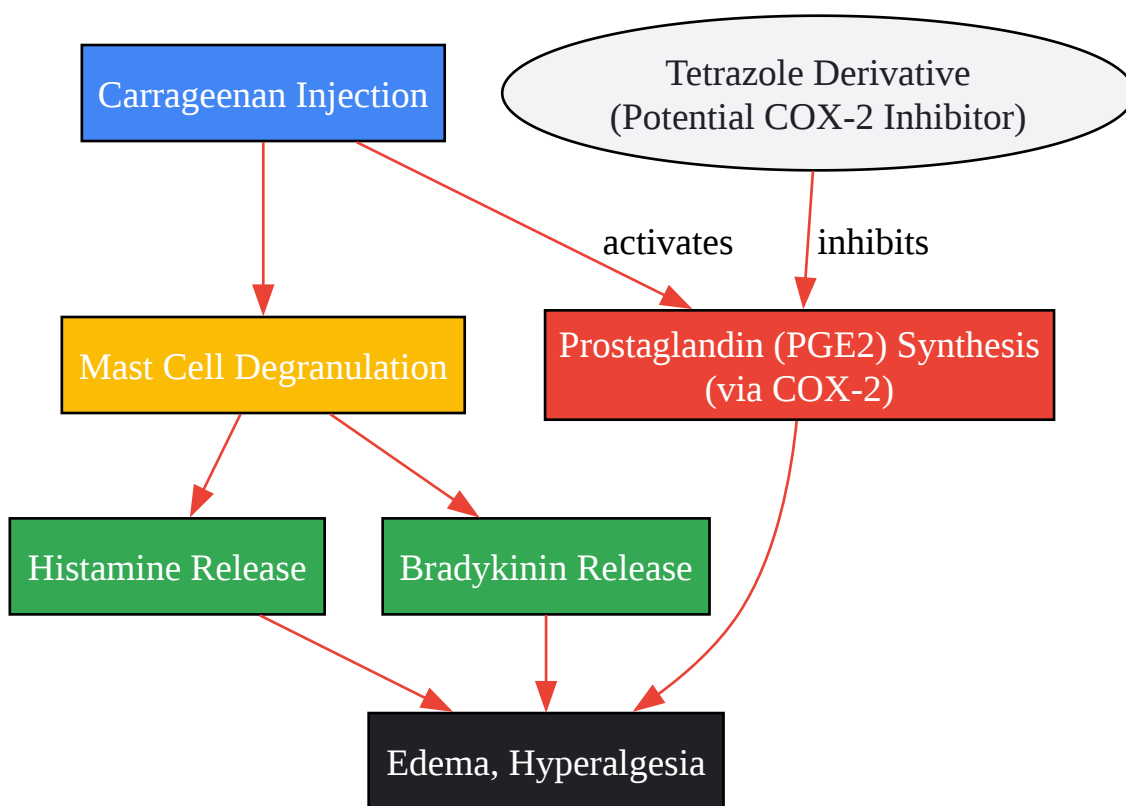 Carrageenan Injection
Tetrazole Derivative
(Potential COX-2 Inhibitor)
activates
inhibits
Mast Cell Degranulation
Prostaglandin (PGE2) Synthesis
(via COX-2)
Histamine Release
Bradykinin Release
Edema, Hyperalgesia